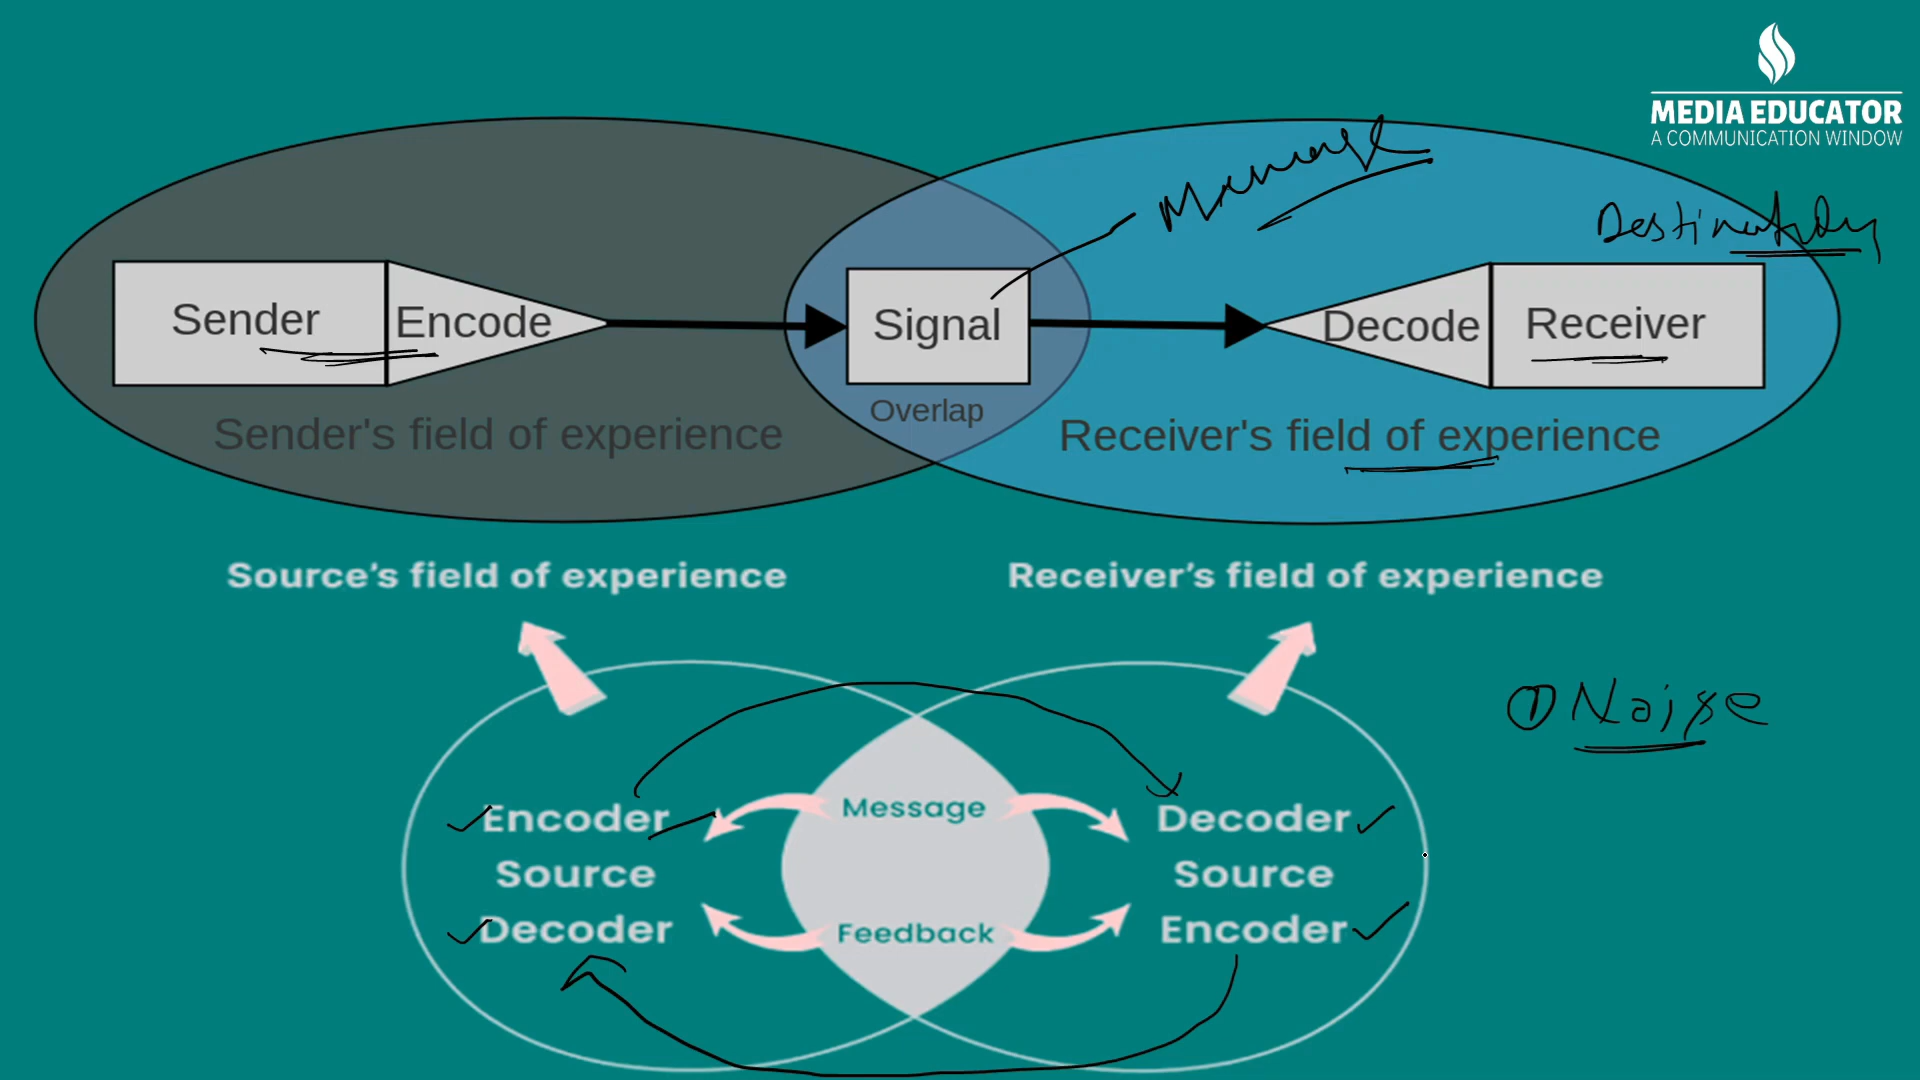 MEDIA EDUCATOR
A COMMUNICATION WINDOW
Destination
Sender
Encode
Signal
Decode
Receiver
Overlap
Sender's field of experience
Receiver's field of experience
Source's field of experience
Receiver's field of experience
① Noise
Encoder
Message
Decoder
Source
Source
Decoder
Feedback
Encoder